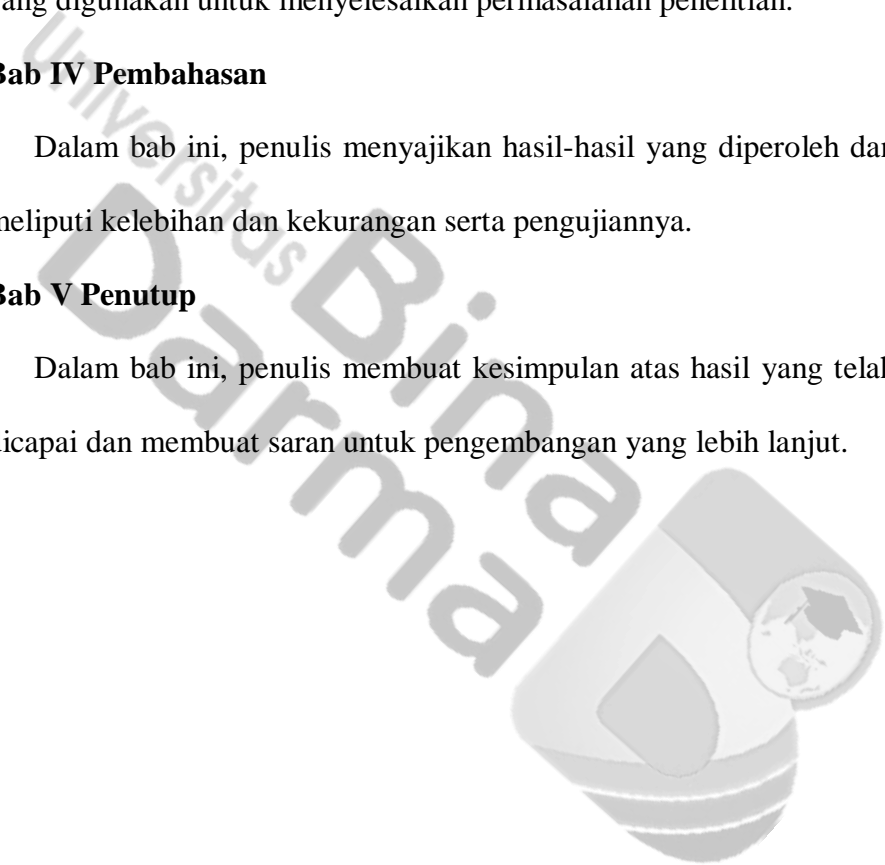 ang digunakan untuk menyelesaikan permasalahan penelitian.
Bab IV Pembahasan
Dalam bab ini, penulis menyajikan hasil-hasil yang diperoleh dar
meliputi kelebihan dan kekurangan serta pengujiannya.
Bab V Penutup
Dalam bab ini, penulis membuat kesimpulan atas hasil yang telah
dicapai dan membuat saran untuk pengembangan yang lebih lanjut.
Universitas
Bina
Darma